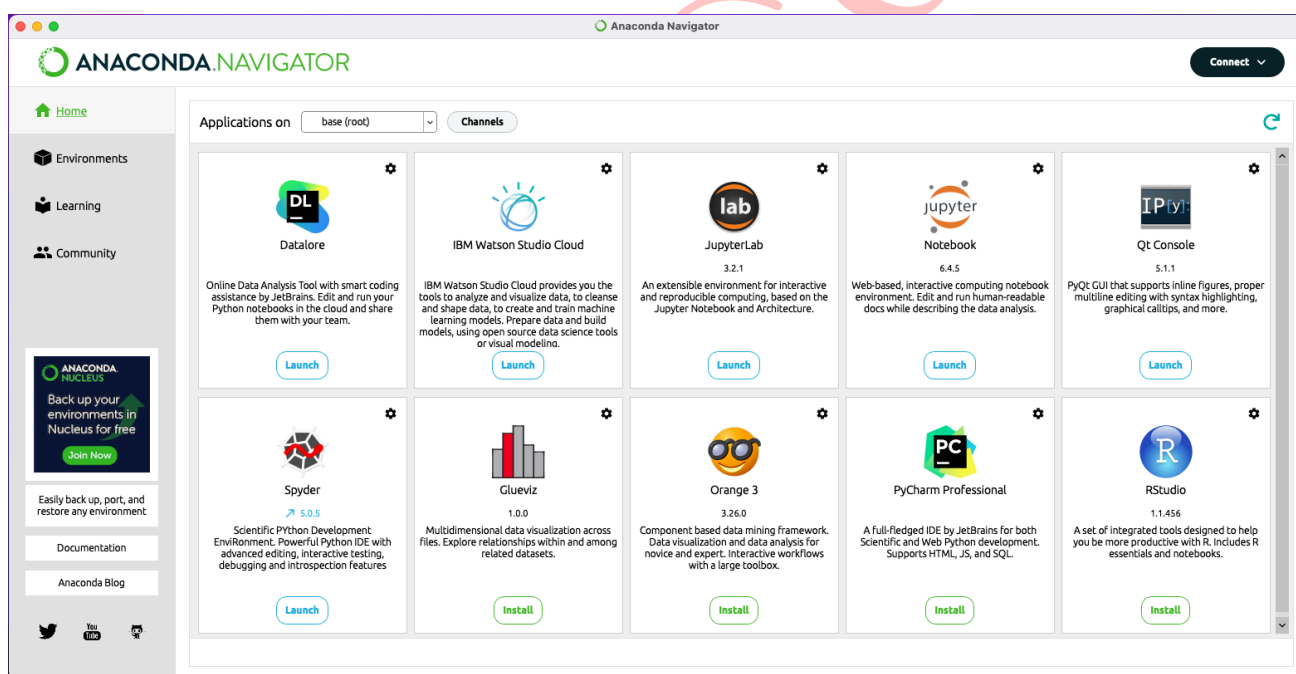 Anaconda Navigator
ANACONDA.NAVIGATOR
Connect
Home
Environments
Learning
Community
ANACONDA.
NUCLEUS
Back up your
environments in
Nucleus for free
Join Now
Easily back up, port, and
restore any environment
Documentation
Anaconda Blog
You
Tube
Applications on
base (root)
Channels
DL
Datalore
Online Data Analysis Tool with smart coding
assistance by JetBrains. Edit and run your
Python notebooks in the cloud and share
them with your team.
Launch
IBM Watson Studio Cloud
IBM Watson Studio Cloud provides you the
tools to analyze and visualize data, to cleanse
and shape data, to create and train machine
learning models. Prepare data and build
models, using open source data science tools
or visual modeling.
Launch
lab
JupyterLab
3.2.1
An extensible environment for interactive
and reproducible computing, based on the
Jupyter Notebook and Architecture.
Launch
jupyter
Notebook
6.4.5
Web-based, interactive computing notebook
environment. Edit and run human-readable
docs while describing the data analysis.
Launch
IP[y]:
Qt Console
5.1.1
PyQt GUI that supports inline figures, proper
multiline editing with syntax highlighting,
graphical calltips, and more.
Launch
Spyder
5.0.5
Scientific PYthon Development
EnviRonment. Powerful Python IDE with
advanced editing, interactive testing,
debugging and introspection features
Launch
Glueviz
1.0.0
Multidimensional data visualization across
files. Explore relationships within and among
related datasets.
Install
Orange 3
3.26.0
Component based data mining framework.
Data visualization and data analysis for
novice and expert. Interactive workflows
with a large toolbox.
Install
PC
PyCharm Professional
A full-fledged IDE by JetBrains for both
Scientific and Web Python development.
Supports HTML, JS, and SQL.
Install
R
RStudio
1.1.456
A set of integrated tools designed to help
you be more productive with R. Includes R
essentials and notebooks.
Install